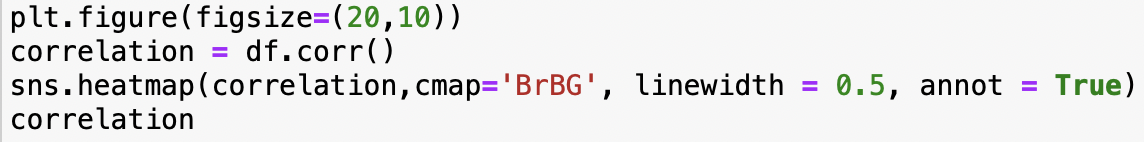 plt.figure(figsize=(20,10))
correlation = df.corr()
sns.heatmap(correlation,cmap='BrBG', linewidth = 0.5, annot = True)
correlation